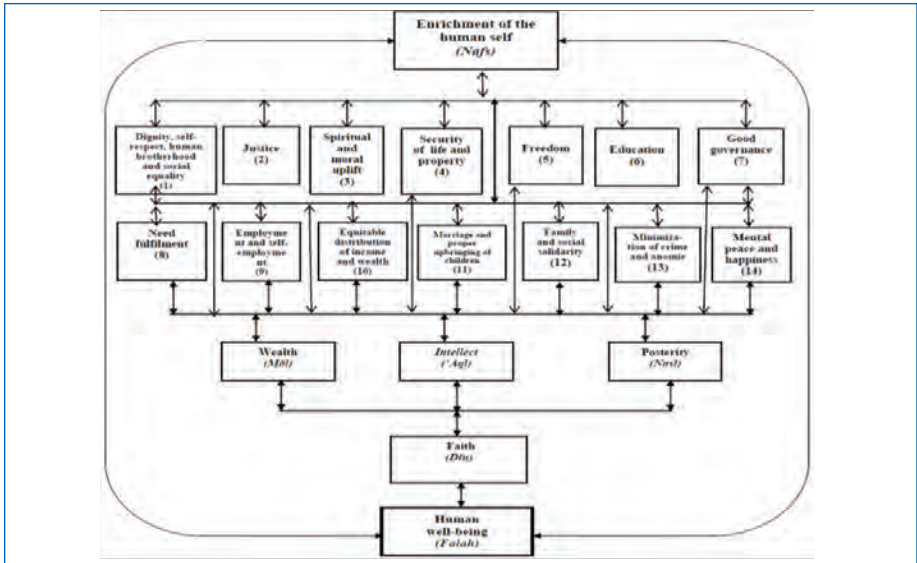 Enrichment of the
human self
(Nafs)
Dignity, self-
respect, human
brotherhood
and social
equality
(1)
Justice
(2)
Spiritual
and
moral
uplift
(3)
Security
of life and
property
(4)
Freedom
(5)
Education
(6)
Good
governance
(7)
Need
fulfilment
(8)
Employme
nt and self-
employme
nt
(9)
Equitable
distribution
of income
and wealth
(10)
Marriage and
proper
upbringing of
children
(11)
Family
and social
solidarity
(12)
Minimiza-
tion of crime
and anomie
(13)
Mental
peace and
happiness
(14)
Wealth
(Māl)
Intellect
('Aql)
Posterity
(Nasl)
Faith
(Dīn)
Human
well-being
(Falah)